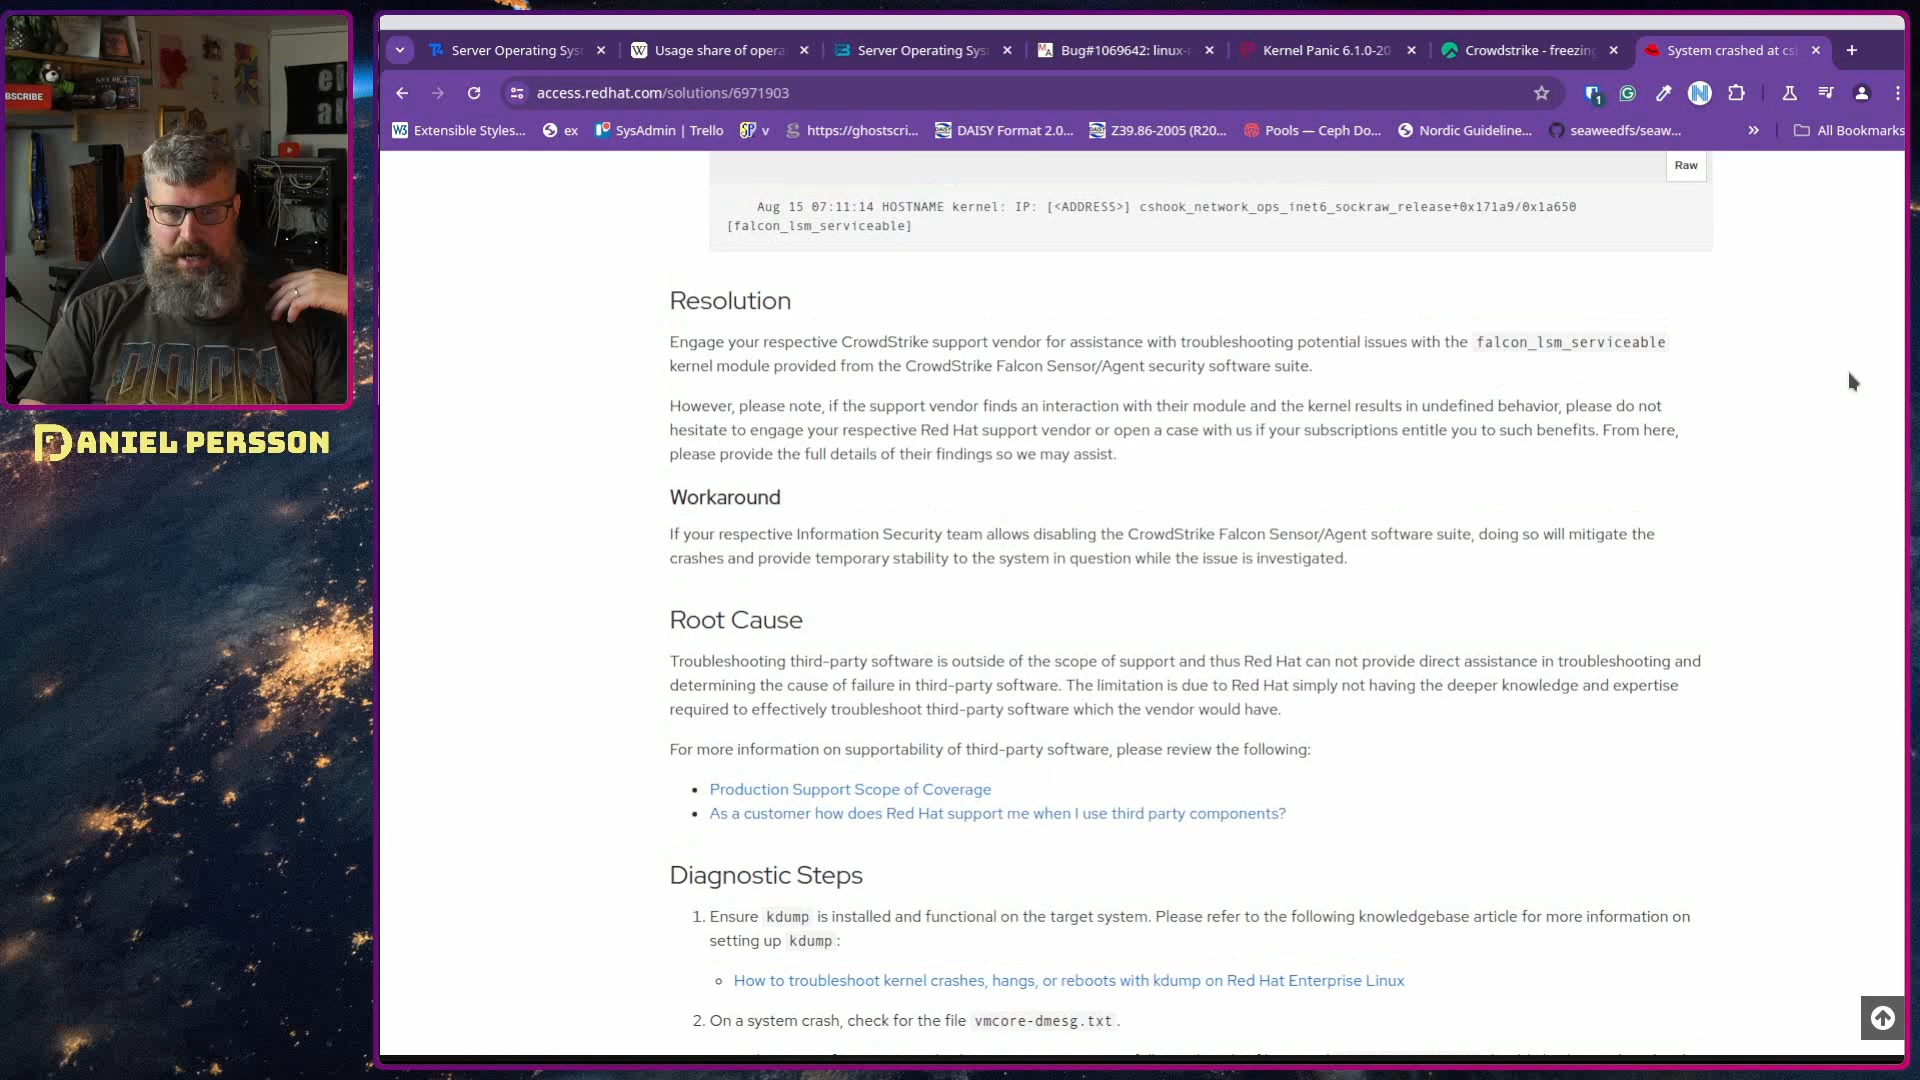 Server Operating Sys
Usage share of opera
Server Operating Sys
Bug#1069642: linux-
Kernel Panic 6.1.0-20
Crowdstrike - freezing
System crashed at cs
access.redhat.com/solutions/6971903
Extensible Styles...
ex
SysAdmin | Trello
v
https://ghostscri...
DAISY Format 2.0...
Z39.86-2005 (R20...
Pools — Ceph Do...
Nordic Guideline...
seaweedfs/seaw...
»
All Bookmarks
Raw
Aug 15 07:11:14 HOSTNAME kernel: IP: [<ADDRESS>] cshook_network_ops_inet6_sockraw_release+0x171a9/0x1a650
[falcon_lsm_serviceable]
Resolution
Engage your respective CrowdStrike support vendor for assistance with troubleshooting potential issues with the falcon_lsm_serviceable
kernel module provided from the CrowdStrike Falcon Sensor/Agent security software suite.
However, please note, if the support vendor finds an interaction with their module and the kernel results in undefined behavior, please do not
hesitate to engage your respective Red Hat support vendor or open a case with us if your subscriptions entitle you to such benefits. From here,
please provide the full details of their findings so we may assist.
Workaround
If your respective Information Security team allows disabling the CrowdStrike Falcon Sensor/Agent software suite, doing so will mitigate the
crashes and provide temporary stability to the system in question while the issue is investigated.
Root Cause
Troubleshooting third-party software is outside of the scope of support and thus Red Hat can not provide direct assistance in troubleshooting and
determining the cause of failure in third-party software. The limitation is due to Red Hat simply not having the deeper knowledge and expertise
required to effectively troubleshoot third-party software which the vendor would have.
For more information on supportability of third-party software, please review the following:
• Production Support Scope of Coverage
• As a customer how does Red Hat support me when I use third party components?
Diagnostic Steps
1. Ensure kdump is installed and functional on the target system. Please refer to the following knowledgebase article for more information on
setting up kdump:
How to troubleshoot kernel crashes, hangs, or reboots with kdump on Red Hat Enterprise Linux
2. On a system crash, check for the file vmcore-dmesg.txt .
BSCRIBE
DOOM
DANIEL PERSSON